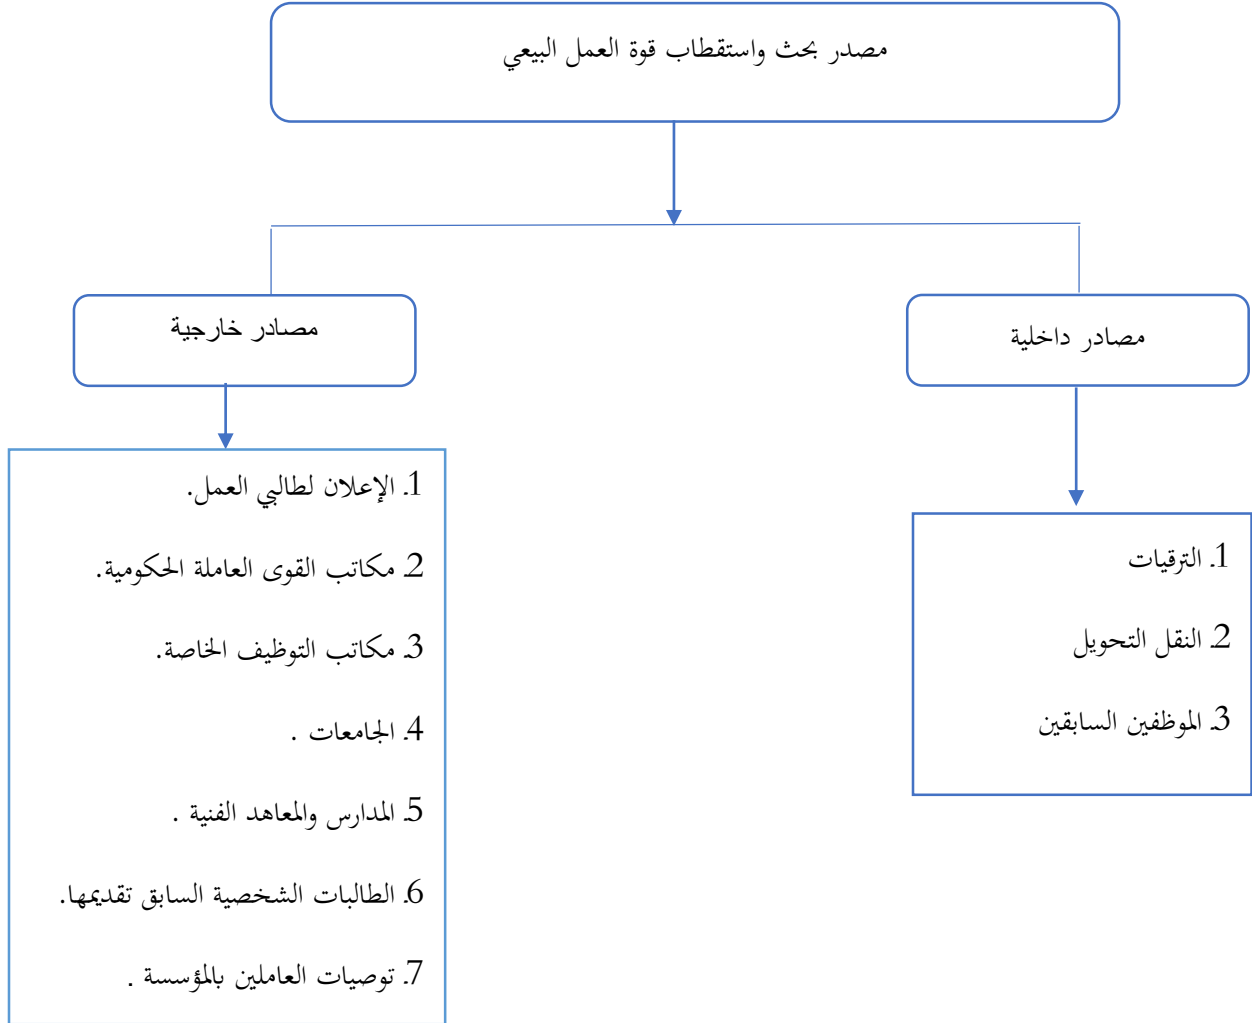 مصدر بحث واستقطاب قوة العمل البيعي
مصادر داخلية
1. الترقيات
2. النقل التحويل
3. الموظفين السابقين
مصادر خارجية
1. الإعلان لطالبي العمل.
2. مكاتب القوى العاملة الحكومية.
3. مكاتب التوظيف الخاصة.
4. الجامعات .
5. المدارس والمعاهد الفنية .
6. الطالبات الشخصية السابق تقديمها.
7. توصيات العاملين بالمؤسسة .